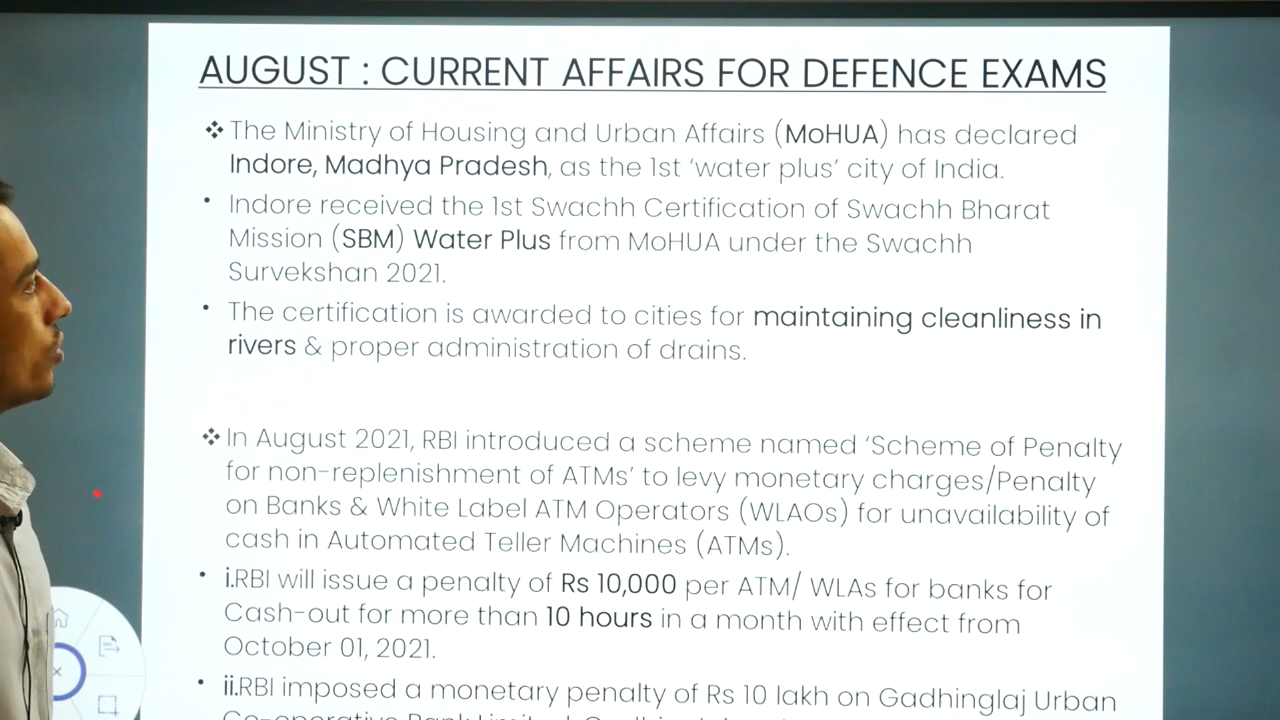 AUGUST : CURRENT AFFAIRS FOR DEFENCE EXAMS
❖ The Ministry of Housing and Urban Affairs (MoHUA) has declared
Indore, Madhya Pradesh, as the 1st ‘water plus’ city of India.
• Indore received the 1st Swachh Certification of Swachh Bharat
Mission (SBM) Water Plus from MoHUA under the Swachh
Survekshan 2021.
• The certification is awarded to cities for maintaining cleanliness in
rivers & proper administration of drains.
❖ In August 2021, RBI introduced a scheme named ‘Scheme of Penalty
for non-replenishment of ATMs’ to levy monetary charges/Penalty
on Banks & White Label ATM Operators (WLAOs) for unavailability of
cash in Automated Teller Machines (ATMs).
• i.RBI will issue a penalty of Rs 10,000 per ATM/ WLAs for banks for
Cash-out for more than 10 hours in a month with effect from
October 01, 2021.
• ii.RBI imposed a monetary penalty of Rs 10 lakh on Gadhinglaj Urban